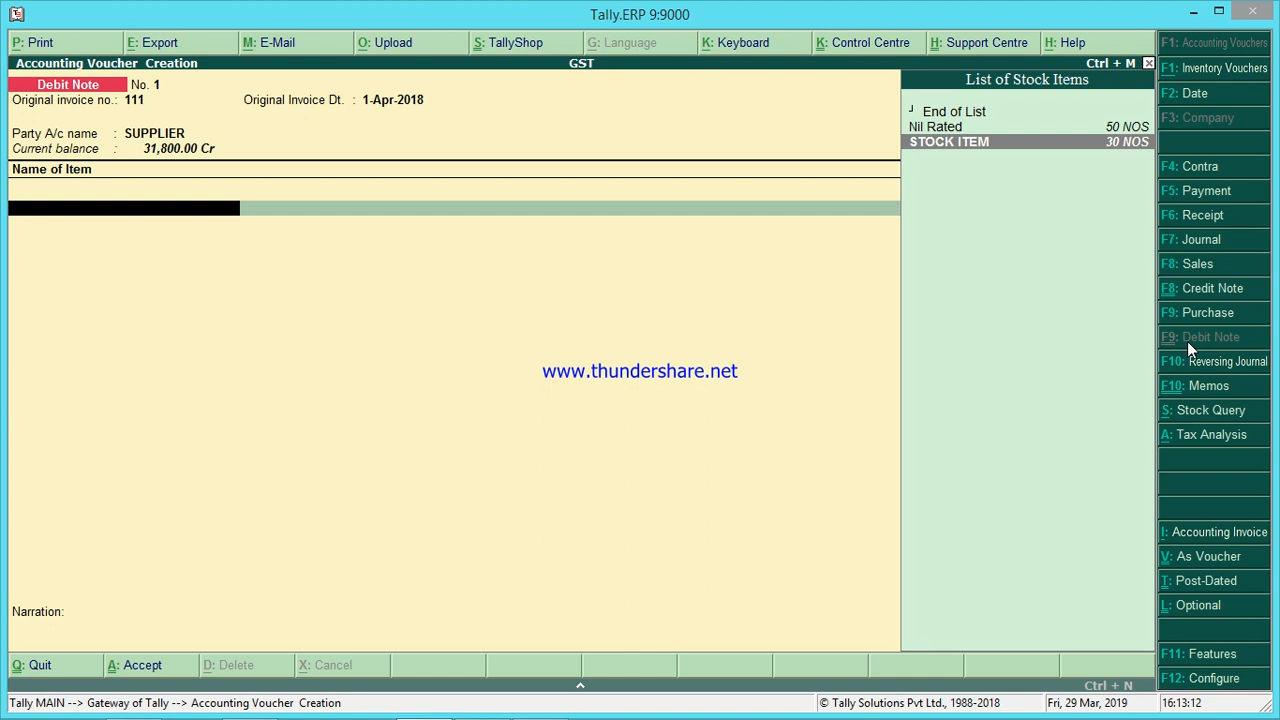 Tally.ERP 9:9000
P: Print
E: Export
M: E-Mail
O: Upload
S: TallyShop
G: Language
K: Keyboard
K: Control Centre
H: Support Centre
H: Help
F1: Accounting Vouchers
Accounting Voucher Creation
GST
Ctrl + M
F1: Inventory Vouchers
Debit Note No. 1
List of Stock Items
F2: Date
Original invoice no.: 111
Original Invoice Dt. : 1-Apr-2018
End of List
F3: Company
Nil Rated 50 NOS
Party A/c name : SUPPLIER
STOCK ITEM 30 NOS
Current balance : 31,800.00 Cr
Name of Item
F4: Contra
F5: Payment
F6: Receipt
F7: Journal
F8: Sales
F8: Credit Note
F9: Purchase
F9: Debit Note
F10: Reversing Journal
www.thundershare.net
F10: Memos
S: Stock Query
A: Tax Analysis
I: Accounting Invoice
V: As Voucher
T: Post-Dated
L: Optional
Narration:
F11: Features
Q: Quit
A: Accept
D: Delete
X: Cancel
F12: Configure
Ctrl + N
Tally MAIN --> Gateway of Tally --> Accounting Voucher Creation
© Tally Solutions Pvt Ltd., 1988-2018
Fri, 29 Mar, 2019
16:13:12